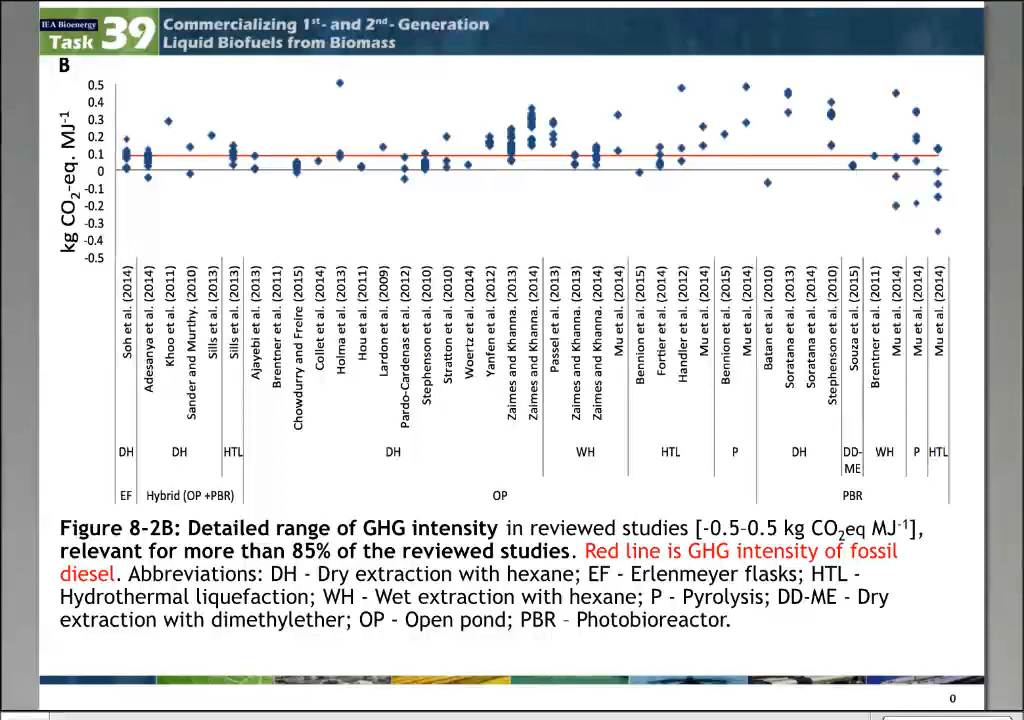 IEA Bioenergy
Task 39
Commercializing 1st- and 2nd- Generation
Liquid Biofuels from Biomass
B
kg CO2-eq. MJ-1
0.5
0.4
0.3
0.2
0.1
0
-0.1
-0.2
-0.3
-0.4
-0.5
Soh et al. (2014)
Adesanya et al. (2014)
Khoo et al. (2011)
Sander and Murthy. (2010)
Sills et al. (2013)
Sills et al. (2013)
Ajayebi et al. (2013)
Brentner et al. (2011)
Chowdurry and Freire (2015)
Collet et al. (2014)
Holma et al. (2013)
Hou et al. (2011)
Lardon et al. (2009)
Pardo-Cardenas et al. (2012)
Stephenson et al. (2010)
Stratton et al. (2010)
Woertz et al. (2014)
Yanfen et al. (2012)
Zaimes and Khanna. (2013)
Zaimes and Khanna. (2014)
Passel et al. (2013)
Zaimes and Khanna. (2013)
Zaimes and Khanna. (2014)
Mu et al. (2014)
Bennion et al. (2015)
Fortier et al. (2014)
Handler et al. (2012)
Mu et al. (2014)
Bennion et al. (2015)
Mu et al. (2014)
Batan et al. (2010)
Soratana et al. (2013)
Soratana et al. (2014)
Stephenson et al. (2010)
Souza et al. (2015)
Brentner et al. (2011)
Mu et al. (2014)
Mu et al. (2014)
Mu et al. (2014)
DH DH HTL DH WH HTL P DH DD-ME WH P HTL
EF Hybrid (OP +PBR) OP PBR
Figure 8-2B: Detailed range of GHG intensity in reviewed studies [-0.5–0.5 kg CO2eq MJ-1],
relevant for more than 85% of the reviewed studies. Red line is GHG intensity of fossil
diesel. Abbreviations: DH - Dry extraction with hexane; EF - Erlenmeyer flasks; HTL -
Hydrothermal liquefaction; WH - Wet extraction with hexane; P - Pyrolysis; DD-ME - Dry
extraction with dimethylether; OP - Open pond; PBR – Photobioreactor.
0